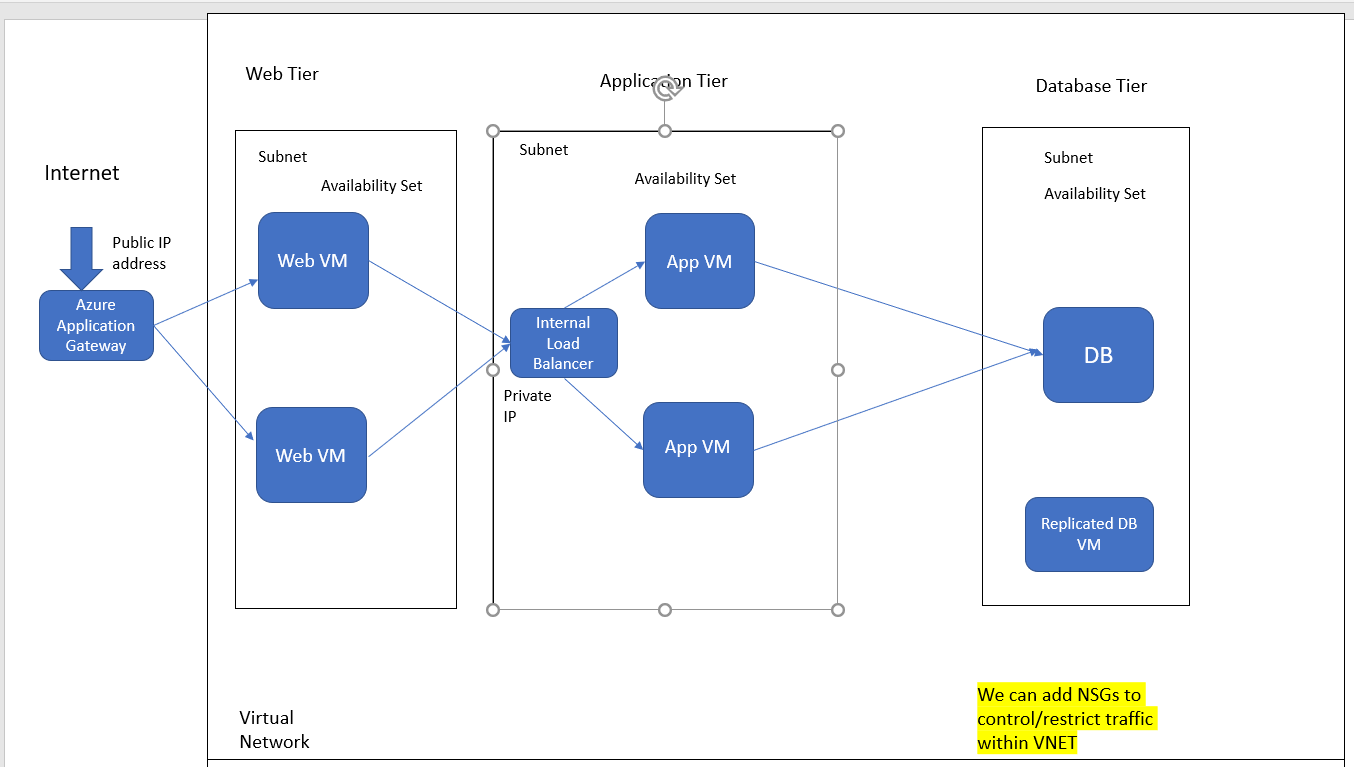 Web Tier
Application Tier
Database Tier
Internet
Public IP
address
Azure
Application
Gateway
Subnet
Availability Set
Web VM
Web VM
Subnet
Availability Set
App VM
Internal
Load
Balancer
Private
IP
App VM
Subnet
Availability Set
DB
Replicated DB
VM
Virtual
Network
We can add NSGs to
control/restrict traffic
within VNET